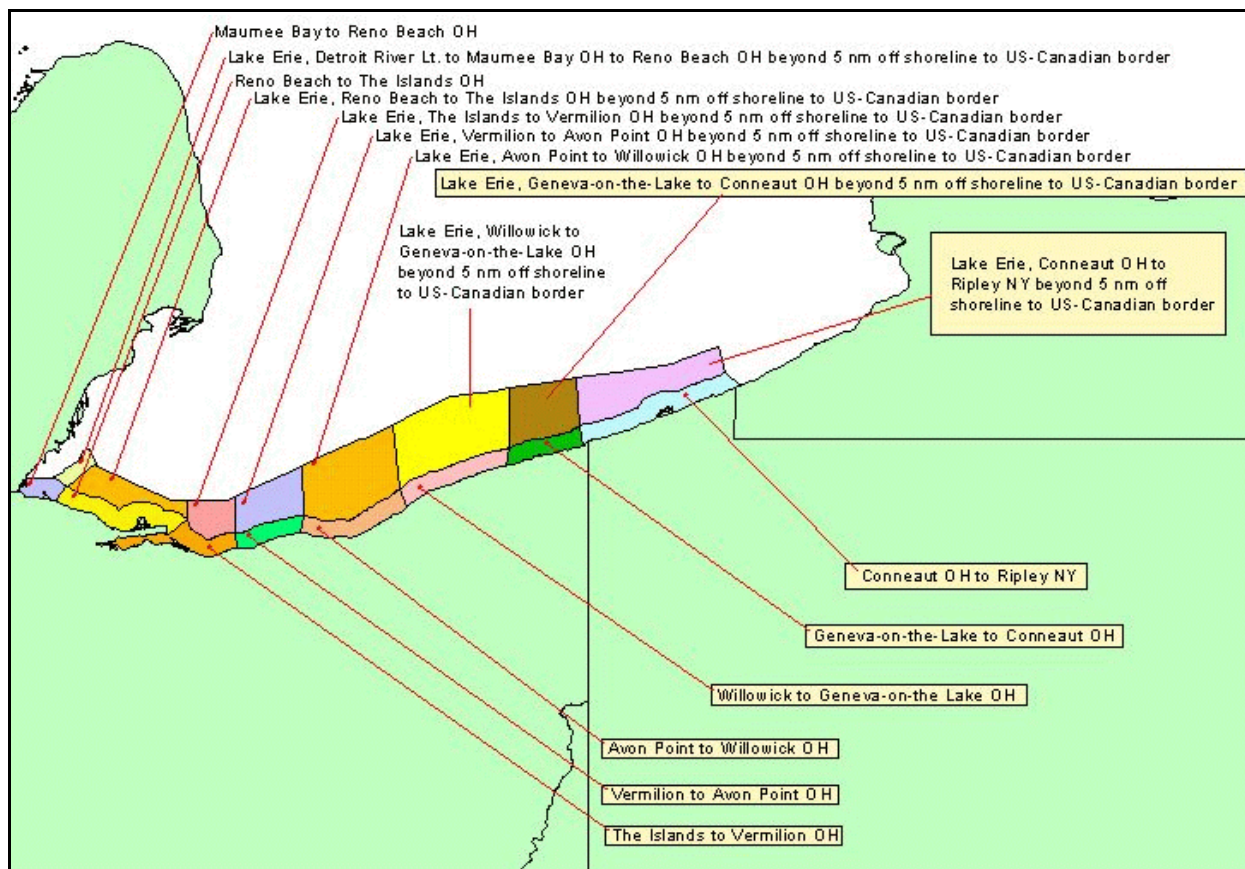 Maumee Bay to Reno Beach OH
Lake Erie, Detroit River Lt. to Maumee Bay OH to Reno Beach OH beyond 5 nm off shoreline to US-Canadian border
Reno Beach to The Islands OH
Lake Erie, Reno Beach to The Islands OH beyond 5 nm off shoreline to US-Canadian border
Lake Erie, The Islands to Vermilion OH beyond 5 nm off shoreline to US-Canadian border
Lake Erie, Vermilion to Avon Point OH beyond 5 nm off shoreline to US-Canadian border
Lake Erie, Avon Point to Willowick OH beyond 5 nm off shoreline to US-Canadian border
Lake Erie, Geneva-on-the-Lake to Conneaut OH beyond 5 nm off shoreline to US-Canadian border
Lake Erie, Willowick to
Geneva-on-the-Lake OH
beyond 5 nm off shoreline
to US-Canadian border
Lake Erie, Conneaut OH to
Ripley NY beyond 5 nm off
shoreline to US-Canadian border
Conneaut OH to Ripley NY
Geneva-on-the-Lake to Conneaut OH
Willowick to Geneva-on-the Lake OH
Avon Point to Willowick OH
Vermilion to Avon Point OH
The Islands to Vermilion OH